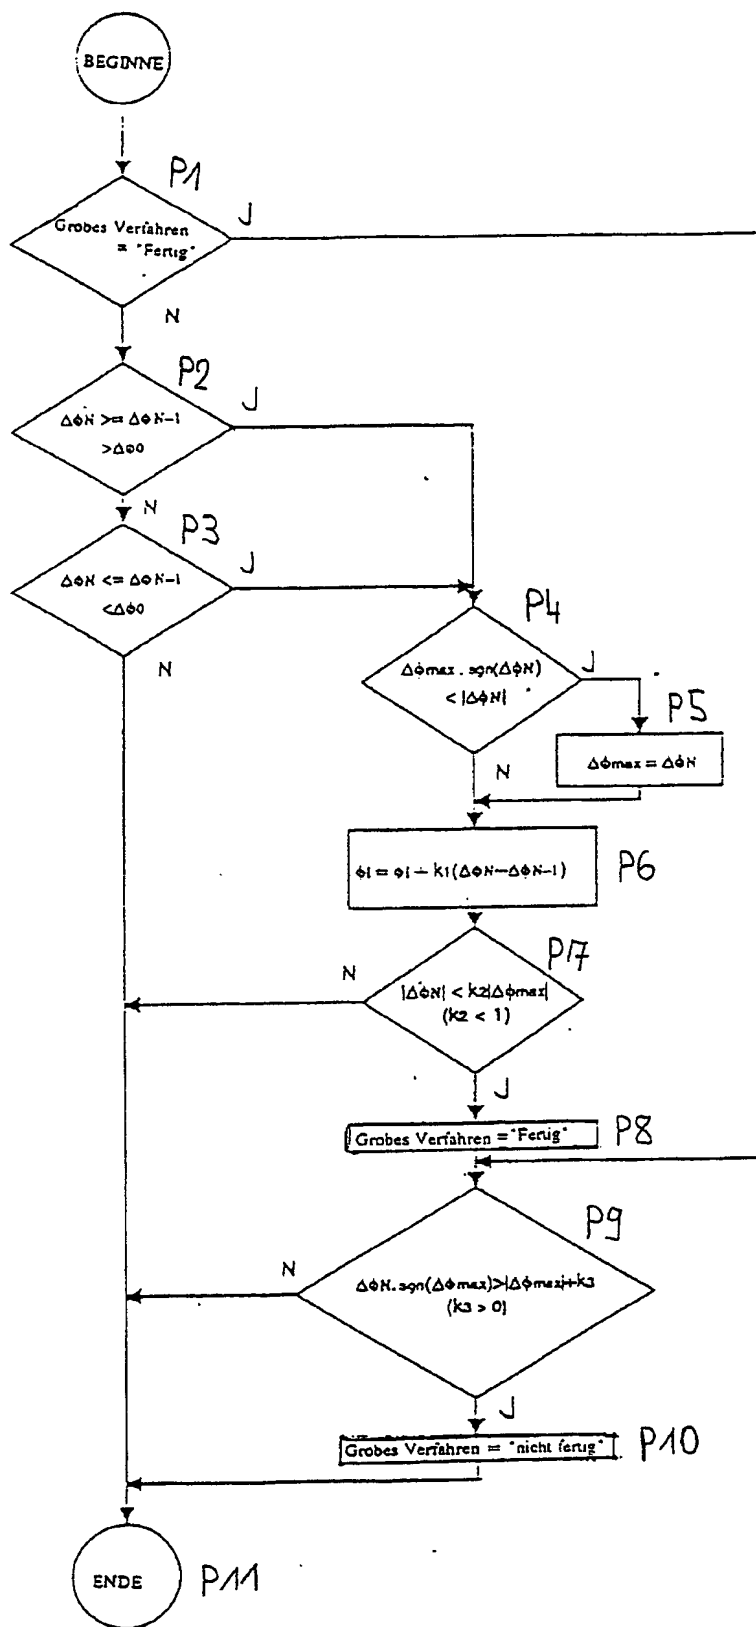 BEGINNE
P1
Grobes Verfahren
= "Fertig"
J
N
P2
ΔΦN >= ΔΦN-1
>ΔΦ0
J
N
P3
ΔΦN <= ΔΦN-1
<ΔΦ0
J
N
P4
ΔΦmax . sgn(ΔΦN)
< |ΔΦN|
J
P5
ΔΦmax = ΔΦN
N
P6
ΦI = ΦI - k1(ΔΦN-ΔΦN-1)
P7
|ΔΦN| < k2|ΔΦmax|
(k2 < 1)
N
J
Grobes Verfahren = "Fertig"
P8
P9
ΔΦN.sgn(ΔΦmax)>|ΔΦmax|+k3
(k3 > 0)
N
J
Grobes Verfahren = "nicht fertig"
P10
ENDE
P11